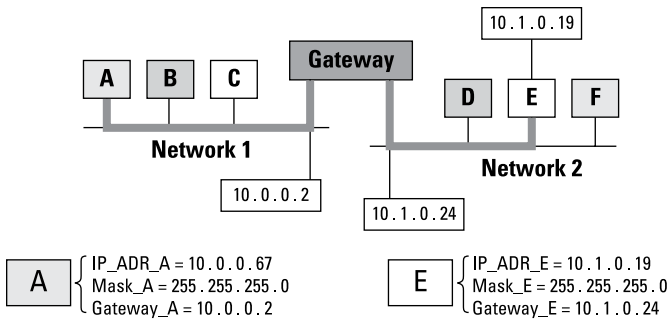 10.1.0.19
Gateway
A B C
D E F
Network 1
Network 2
10.0.0.2
10.1.0.24
A
IP_ADR_A = 10.0.0.67
Mask_A = 255.255.255.0
Gateway_A = 10.0.0.2
E
IP_ADR_E = 10.1.0.19
Mask_E = 255.255.255.0
Gateway_E = 10.1.0.24